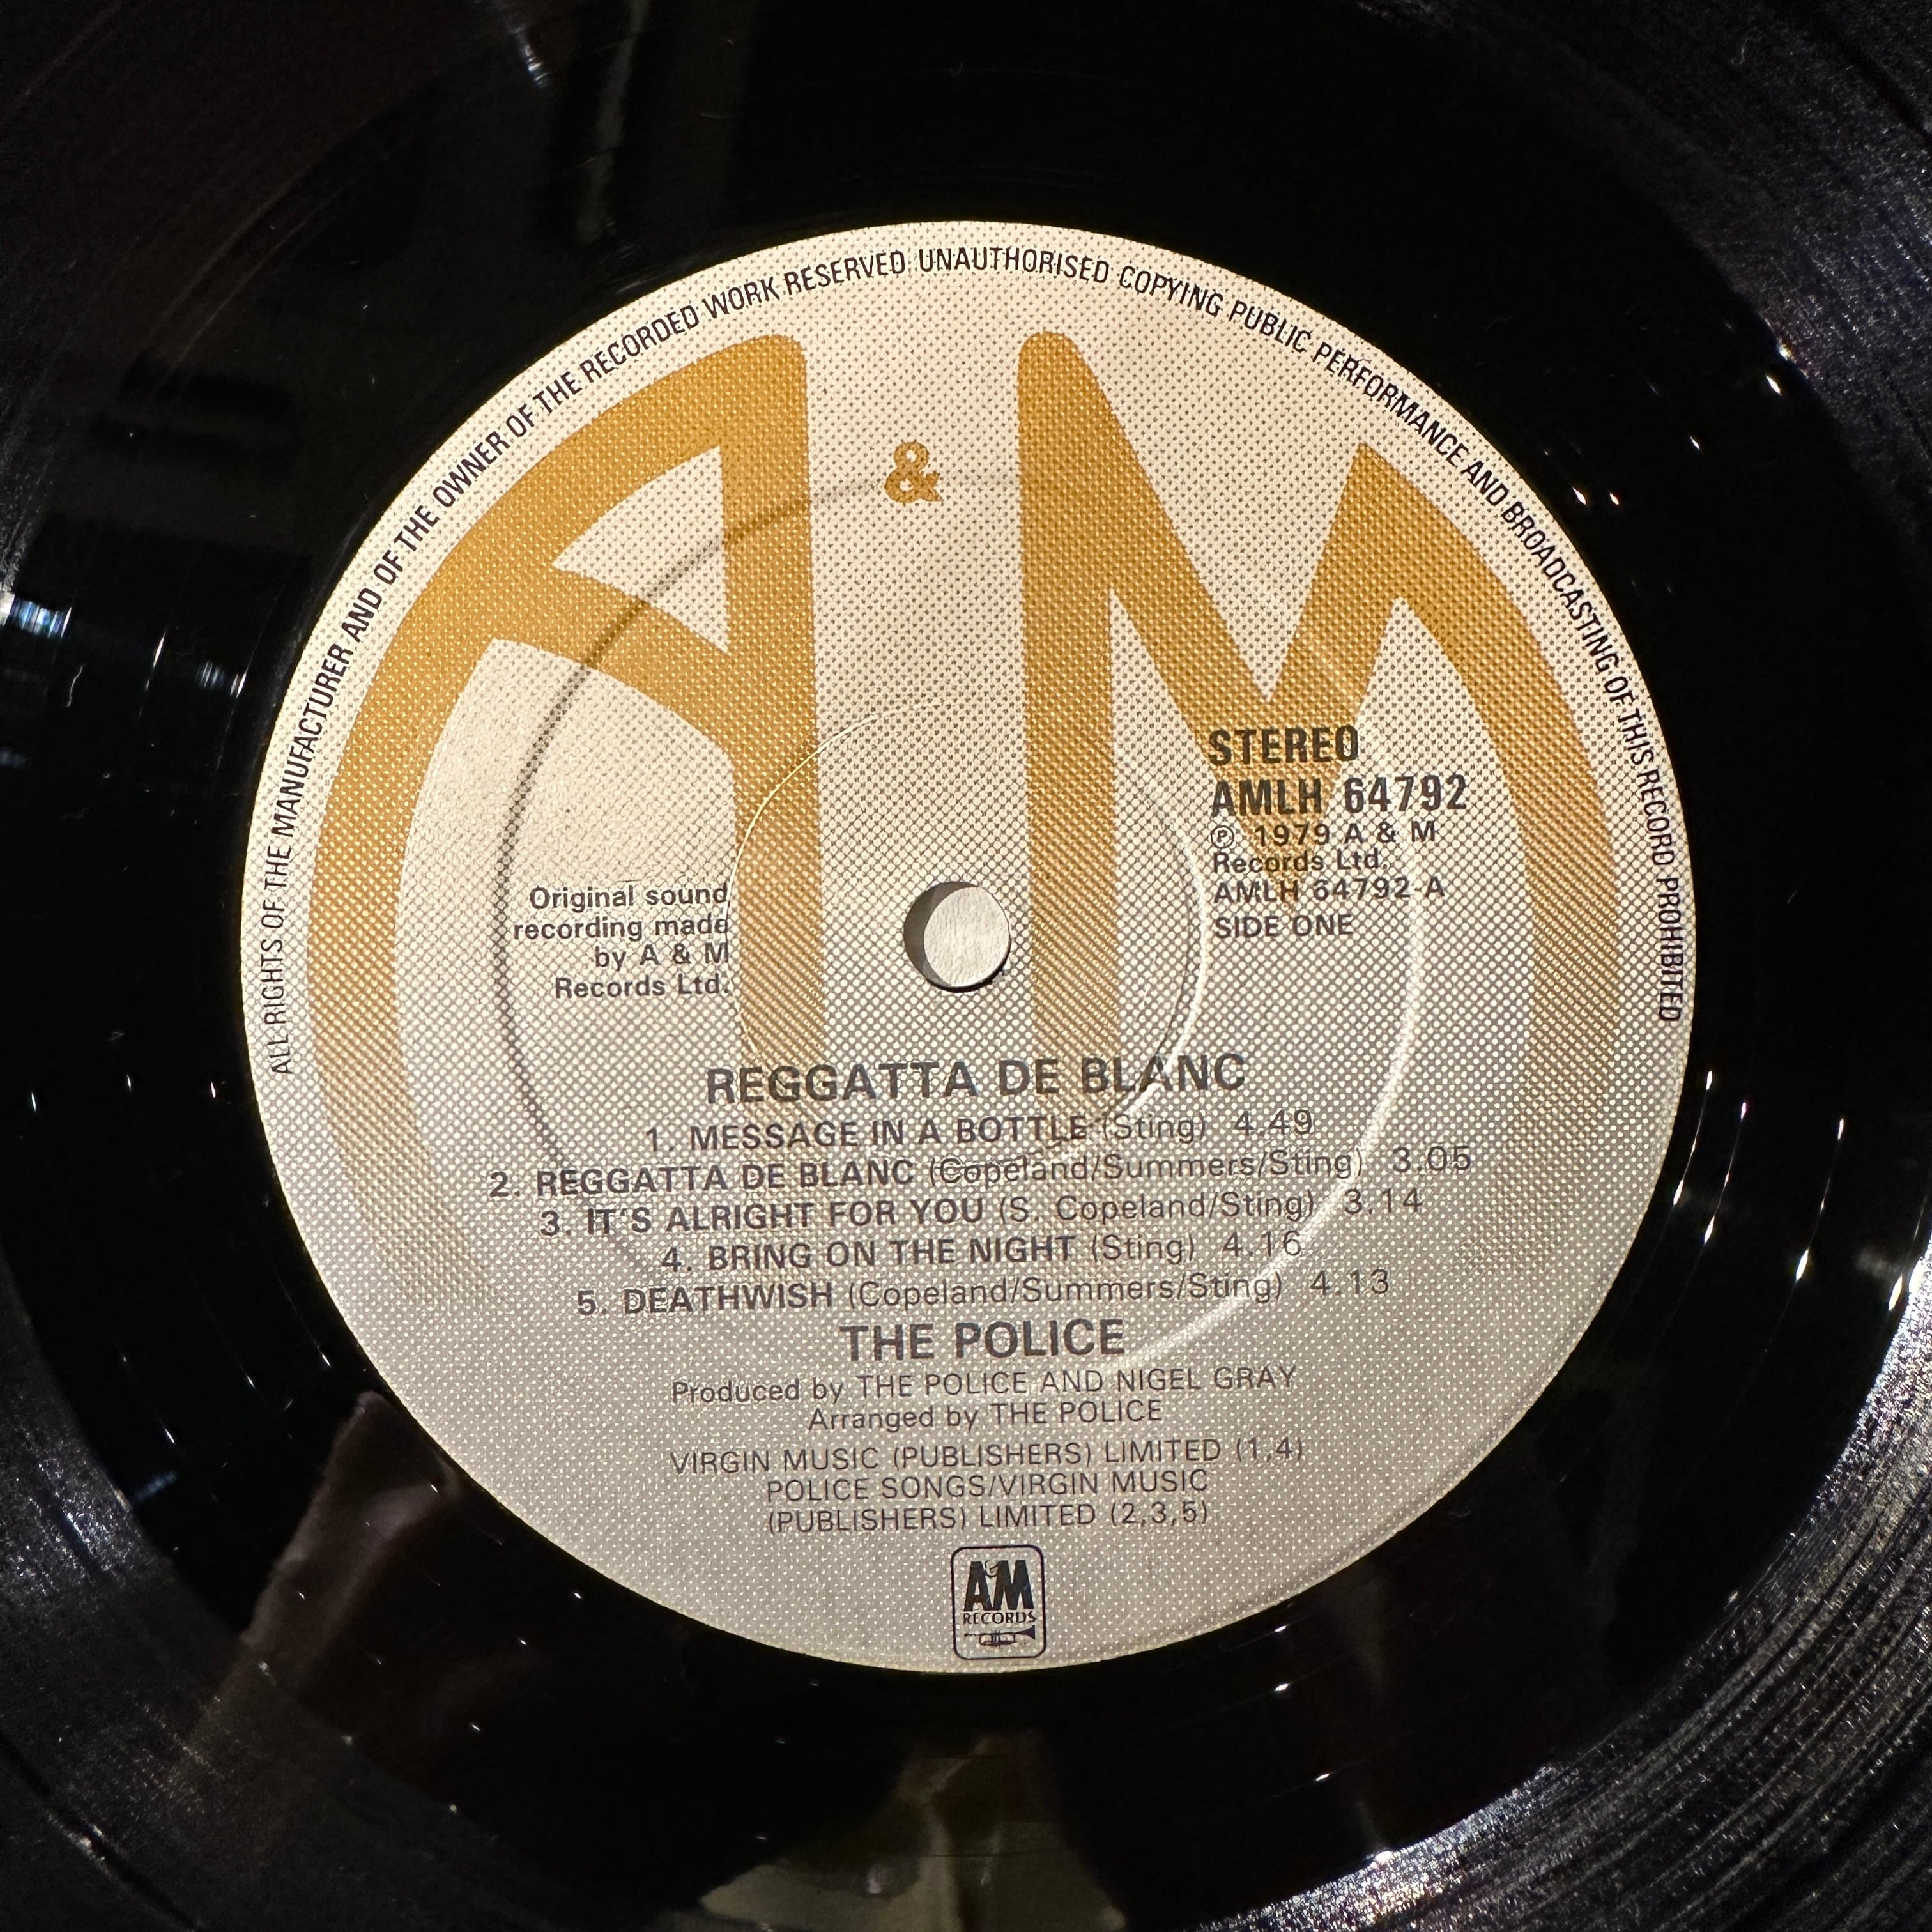 ALL RIGHTS OF THE MANUFACTURER AND OF THE OWNER OF THE RECORDED WORK RESERVED UNAUTHORISED COPYING PUBLIC PERFORMANCE AND BROADCASTING OF THIS RECORD PROHIBITED
A & M
STEREO
AMLH 64792
℗ 1979 A & M
Records Ltd.
AMLH 64792 A
SIDE ONE
Original sound
recording made
by A & M
Records Ltd.
REGGATTA DE BLANC
1. MESSAGE IN A BOTTLE (Sting) 4.49
2. REGGATTA DE BLANC (Copeland/Summers/Sting) 3.05
3. IT'S ALRIGHT FOR YOU (S. Copeland/Sting) 3.14
4. BRING ON THE NIGHT (Sting) 4.16
5. DEATHWISH (Copeland/Summers/Sting) 4.13
THE POLICE
Produced by THE POLICE AND NIGEL GRAY
Arranged by THE POLICE
VIRGIN MUSIC (PUBLISHERS) LIMITED (1,4)
POLICE SONGS/VIRGIN MUSIC
(PUBLISHERS) LIMITED (2,3,5)
A&M
RECORDS